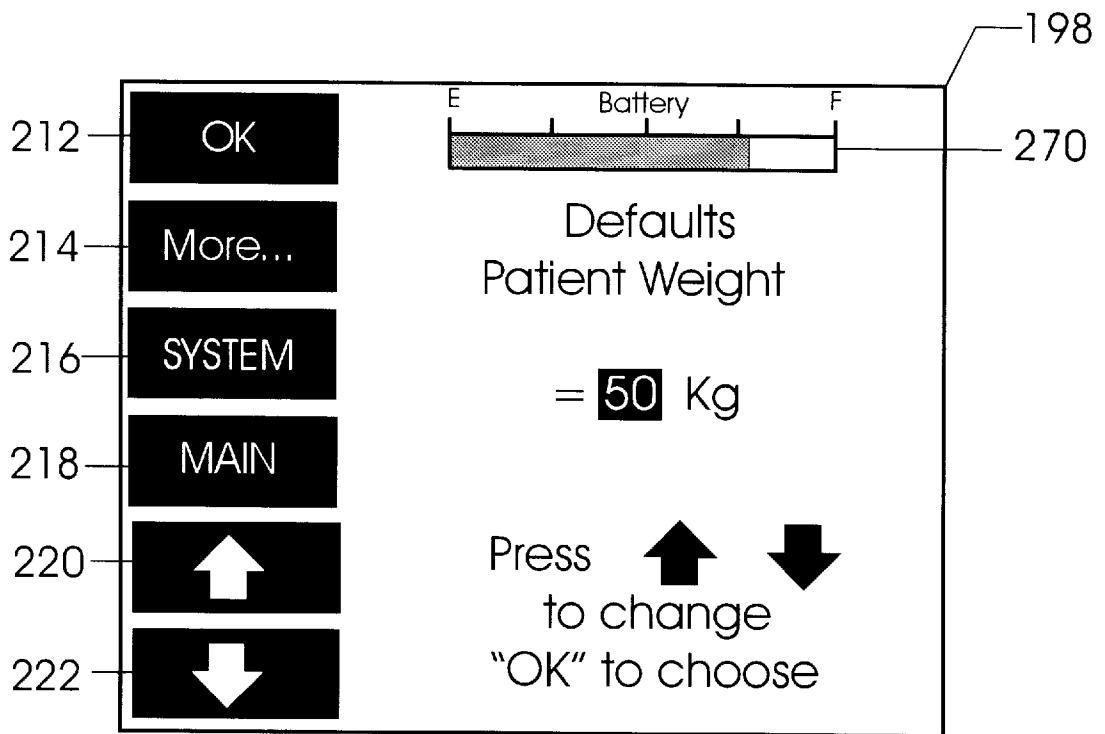 198
E Battery F
212 OK
270
Defaults
214 More...
Patient Weight
216 SYSTEM
= 50 Kg
218 MAIN
220
Press
to change
222
"OK" to choose